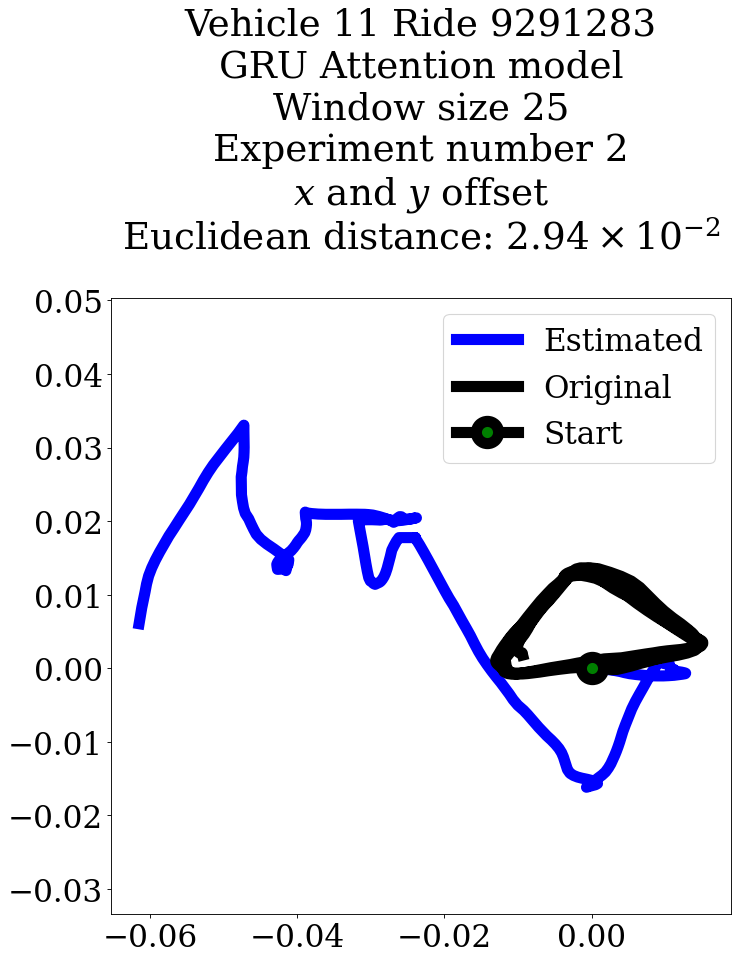 Vehicle 11 Ride 9291283
GRU Attention model
Window size 25
Experiment number 2
x and y offset
Euclidean distance: 2.94 × 10⁻²
0.05
0.04
0.03
0.02
0.01
0.00
−0.01
−0.02
−0.03
Estimated
Original
Start
−0.06
−0.04
−0.02
0.00